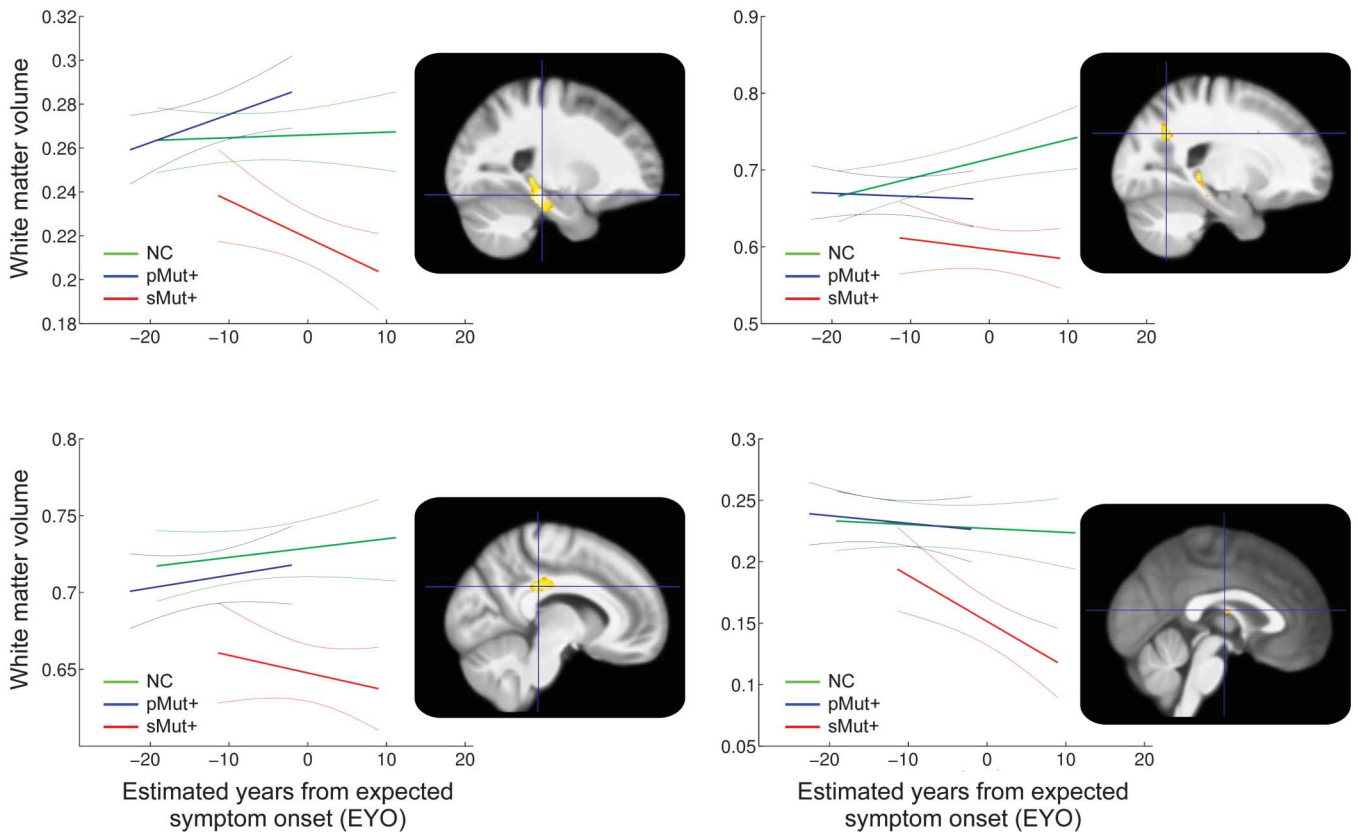 White matter volume
0.32
0.3
0.28
0.26
0.24
0.22
0.2
0.18
NC
pMut+
sMut+
−20 −10 0 10 20
0.9
0.8
0.7
0.6
0.5
NC
pMut+
sMut+
−20 −10 0 10 20
White matter volume
0.8
0.75
0.7
0.65
NC
pMut+
sMut+
−20 −10 0 10 20
Estimated years from expected
symptom onset (EYO)
0.3
0.25
0.2
0.15
0.1
0.05
NC
pMut+
sMut+
−20 −10 0 10 20
Estimated years from expected
symptom onset (EYO)